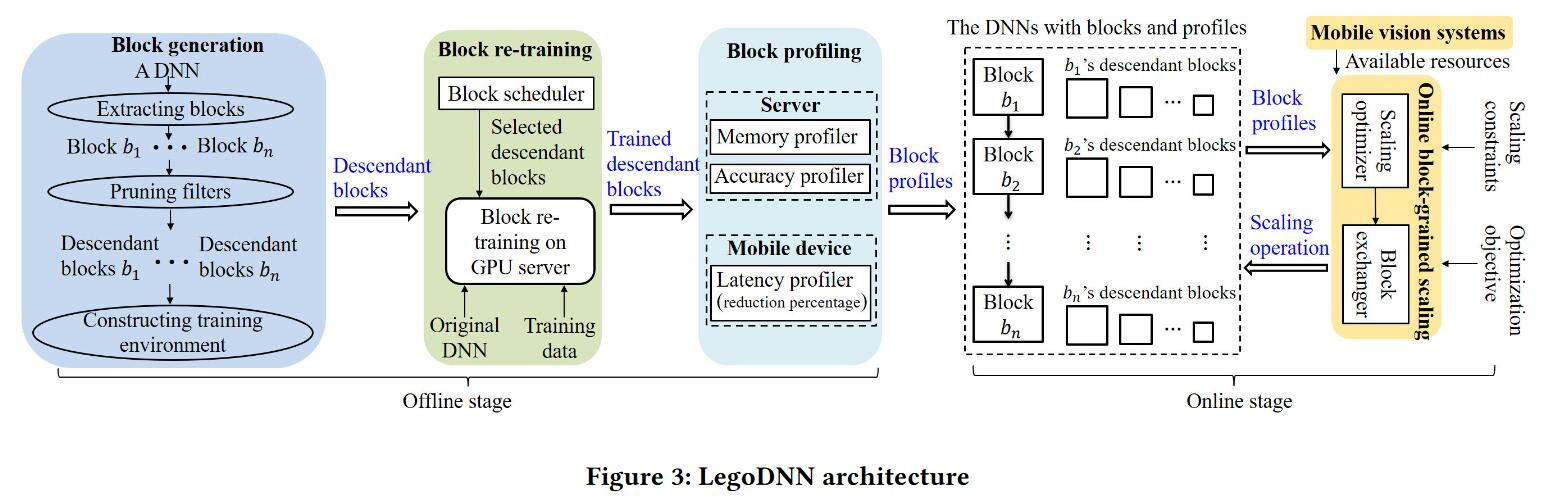 Block generation
A DNN
Extracting blocks
Block b₁ • • • Block bₙ
Pruning filters
Descendant
blocks b₁
• • •
Descendant
blocks bₙ
Constructing training
environment
Descendant
blocks
Block re-training
Block scheduler
Selected
descendant
blocks
Block re-
training on
GPU server
Original
DNN
Training
data
Trained
descendant
blocks
Block profiling
Server
Memory profiler
Accuracy profiler
Mobile device
Latency profiler
(reduction percentage)
Offline stage
Block
profiles
The DNNs with blocks and profiles
Block
b₁
b₁'s descendant blocks
...
Block
b₂
b₂'s descendant blocks
...
⋮ ⋮ ⋮ ⋮
Block
bₙ
bₙ's descendant blocks
...
Block
profiles
Scaling
operation
Mobile vision systems
Available resources
Online block-grained scaling
Scaling
optimizer
Block
exchanger
Scaling
constrants
Optimization
objective
Online stage
Figure 3: LegoDNN architecture